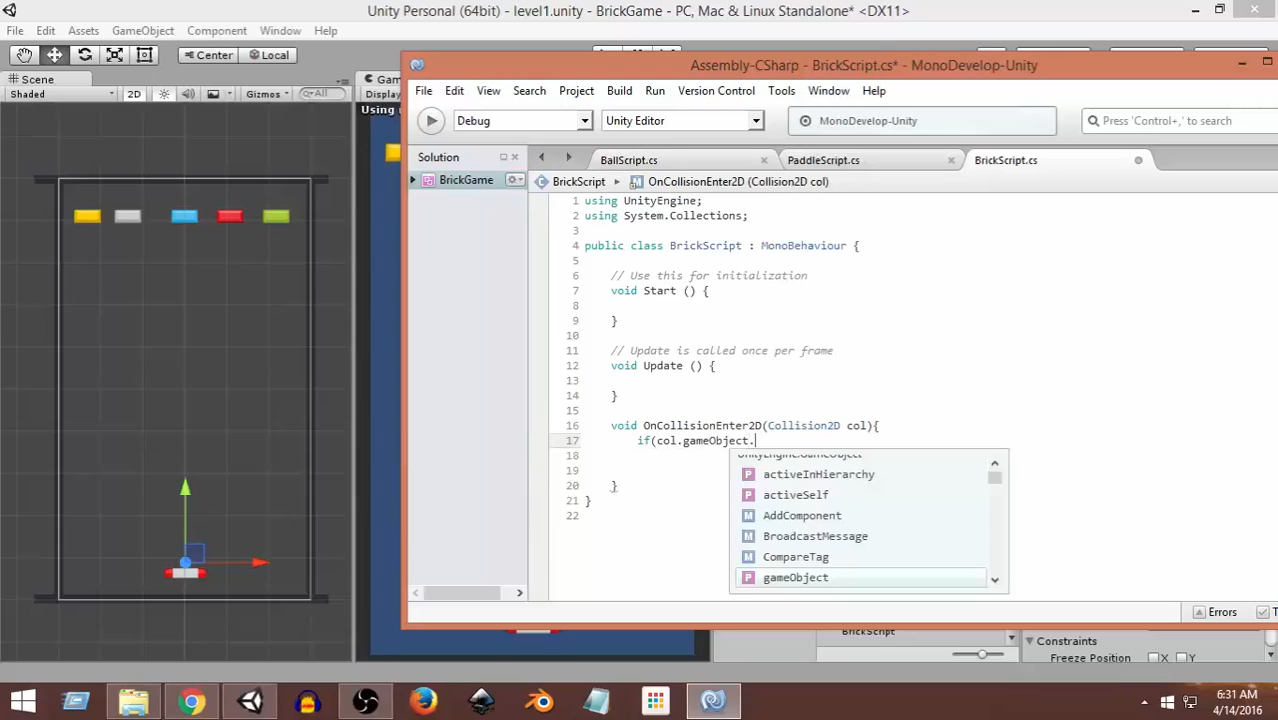 Unity Personal (64bit) - level1.unity - BrickGame - PC, Mac & Linux Standalone* <DX11>
File Edit Assets GameObject Component Window Help
Center Local
Scene
Shaded 2D Gizmos All
Display
Using
Assembly-CSharp - BrickScript.cs* - MonoDevelop-Unity
File Edit View Search Project Build Run Version Control Tools Window Help
Debug Unity Editor MonoDevelop-Unity Press 'Control+,' to search
Solution BallScript.cs PaddleScript.cs BrickScript.cs
BrickGame BrickScript OnCollisionEnter2D (Collision2D col)
1 using UnityEngine;
2 using System.Collections;
3
4 public class BrickScript : MonoBehaviour {
5
6 // Use this for initialization
7 void Start () {
8
9 }
10
11 // Update is called once per frame
12 void Update () {
13
14 }
15
16 void OnCollisionEnter2D(Collision2D col){
17 if(col.gameObject.
18
19
20 }
21 }
22
UnityEngine.GameObject
P activeInHierarchy
P activeSelf
M AddComponent
M BroadcastMessage
M CompareTag
P gameObject
Errors T
BrickScript
Constraints
Freeze Position X Y
6:31 AM
4/14/2016